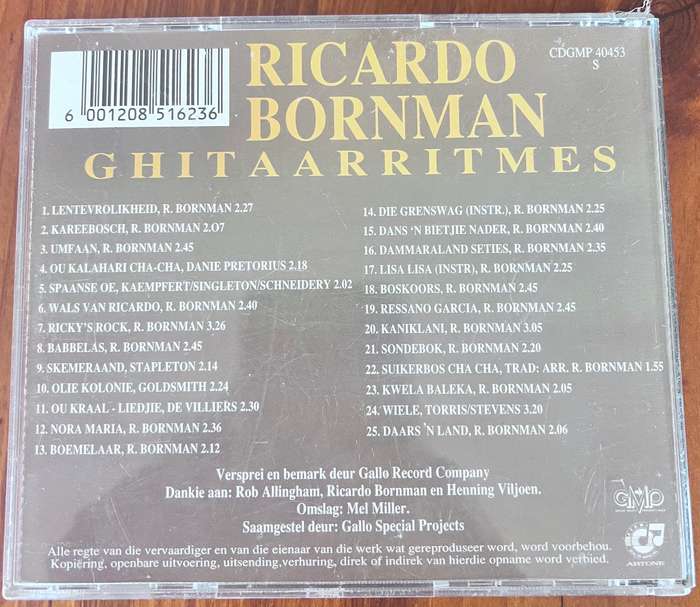 RICARDO
BORNMAN
GHITAARRITMES
CDGMP 40453
S
6 001208 516236
1. LENTEVROLIKHEID, R. BORNMAN 2.27
2. KAREEBOSCH, R. BORNMAN 2.O7
3. UMFAAN, R. BORNMAN 2.45
4. OU KALAHARI CHA-CHA, DANIE PRETORIUS 2.18
5. SPAANSE OE, KAEMPFERT/SINGLETON/SCHNEIDERY 2.02
6. WALS VAN RICARDO, R. BORNMAN 2.40
7. RICKY'S ROCK, R. BORNMAN 3.26
8. BABBELAS, R. BORNMAN 2.45
9. SKEMERAAND, STAPLETON 2.14
10. OLIE KOLONIE, GOLDSMITH 2.24
11. OU KRAAL - LIEDJIE, DE VILLIERS 2.30
12. NORA MARIA, R. BORNMAN 2.36
13. BOEMELAAR, R. BORNMAN 2.12
14. DIE GRENSWAG (INSTR.), R. BORNMAN 2.25
15. DANS 'N BIETJIE NADER, R. BORNMAN 2.40
16. DAMMARALAND SETIES, R. BORNMAN 2.35
17. LISA LISA (INSTR), R. BORNMAN 2.25
18. BOSKOORS, R. BORNMAN 2.45
19. RESSANO GARCIA, R. BORNMAN 2.45
20. KANIKLANI, R. BORNMAN 3.05
21. SONDEBOK, R. BORNMAN 2.20
22. SUIKERBOS CHA CHA, TRAD: ARR. R. BORNMAN 1.55
23. KWELA BALEKA, R. BORNMAN 2.05
24. WIELE, TORRIS/STEVENS 3.20
25. DAARS 'N LAND, R. BORNMAN 2.06
Versprei en bemark deur Gallo Record Company
Dankie aan: Rob Allingham, Ricardo Bornman en Henning Viljoen.
Omslag: Mel Miller.
Saamgestel deur: Gallo Special Projects
GMP
ARTONE
Alle regte van die vervaardiger en van die eienaar van die werk wat gereproduseer word, word voorbehou.
Kopiering, openbare uitvoering, uitsending,verhuring, direk of indirek van hierdie opname word verbied.